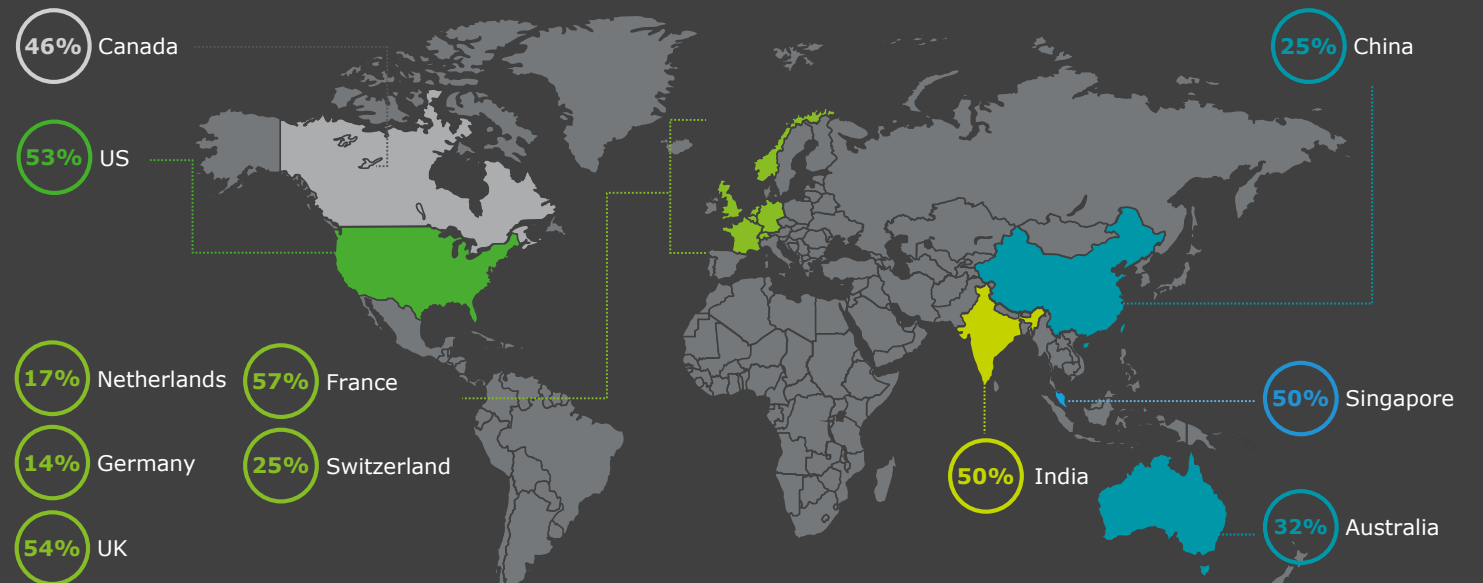 46% Canada
25% China
53% US
17% Netherlands
57% France
50% Singapore
14% Germany
25% Switzerland
50% India
54% UK
32% Australia